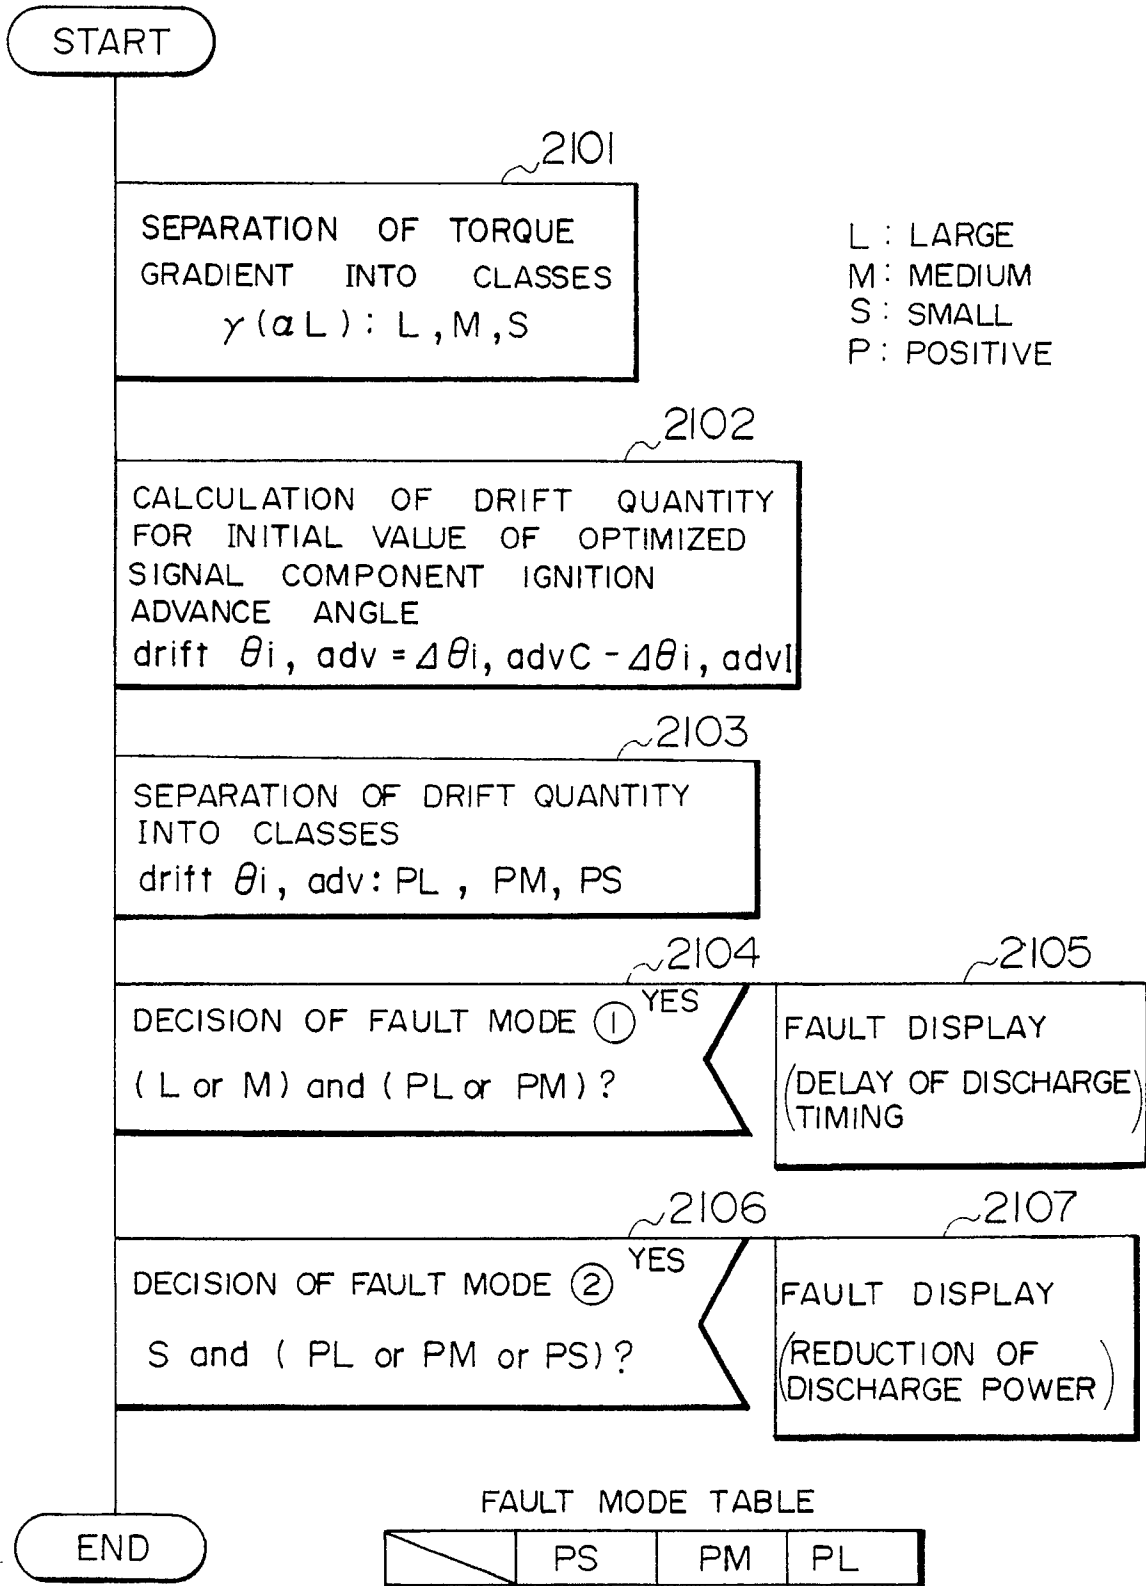 START
2101
SEPARATION OF TORQUE
GRADIENT INTO CLASSES
γ(αL): L, M, S
L: LARGE
M: MEDIUM
S: SMALL
P: POSITIVE
2102
CALCULATION OF DRIFT QUANTITY
FOR INITIAL VALUE OF OPTIMIZED
SIGNAL COMPONENT IGNITION
ADVANCE ANGLE
drift θi, adv = Δθi, advC - Δθi, advI
2103
SEPARATION OF DRIFT QUANTITY
INTO CLASSES
drift θi, adv: PL, PM, PS
2104
YES
DECISION OF FAULT MODE ①
(L or M) and (PL or PM)?
2105
FAULT DISPLAY
(DELAY OF DISCHARGE
TIMING)
2106
YES
DECISION OF FAULT MODE ②
S and (PL or PM or PS)?
2107
FAULT DISPLAY
(REDUCTION OF
DISCHARGE POWER)
END
FAULT MODE TABLE
PS PM PL